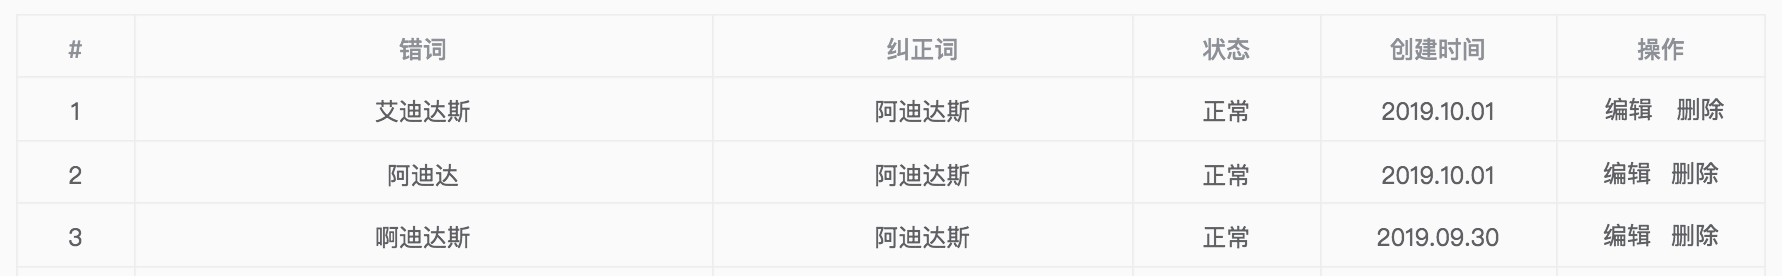 # 错词 纠正词 状态 创建时间 操作
1 艾迪达斯 阿迪达斯 正常 2019.10.01 编辑 删除
2 阿迪达 阿迪达斯 正常 2019.10.01 编辑 删除
3 啊迪达斯 阿迪达斯 正常 2019.09.30 编辑 删除